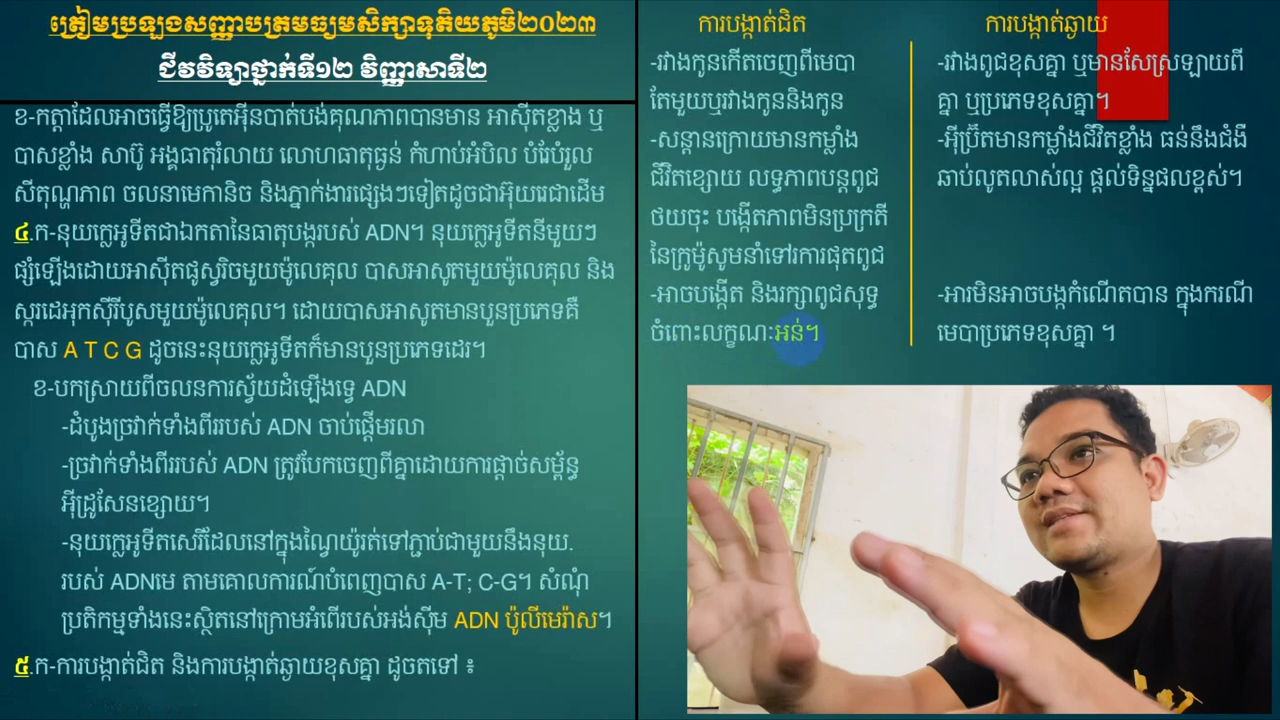 ត្រៀមប្រឡងសញ្ញាបត្រមធ្យមសិក្សាទុតិយភូមិ២០២៣
ជីវវិទ្យាថ្នាក់ទី១២ វិញ្ញាសាទី២
ខ-កត្តាដែលអាចធ្វើឱ្យប្រូតេអ៊ីនបាត់បង់គុណភាពបានមាន អាស៊ីតខ្លាំង ឬ
បាសខ្លាំង សាប៊ូ អង្គធាតុរំលាយ លោហធាតុធ្ងន់ កំហាប់អំបិល បំរែបំរួល
សីតុណ្ហភាព ចលនាមេកានិច និងភ្នាក់ងារផ្សេងៗទៀតដូចជាអ៊ុយរេជាដើម
៤.ក-នុយក្លេអូទីតជាឯកតានៃធាតុបង្ករបស់ ADN។ នុយក្លេអូទីតនីមួយៗ
ផ្សំឡើងដោយអាស៊ីតផូស្វរិចមួយម៉ូលេគុល បាសអាសូតមួយម៉ូលេគុល និង
ស្ករដេអុកស៊ីរីបូសមួយម៉ូលេគុល។ ដោយបាសអាសូតមានបួនប្រភេទគឺ
បាស A T C G ដូចនេះនុយក្លេអូទីតក៏មានបួនប្រភេទដែរ។
ខ-បកស្រាយពីចលនការស្វ័យដំឡើងទ្វេ ADN
-ដំបូងច្រវាក់ទាំងពីររបស់ ADN ចាប់ផ្តើមរលា
-ច្រវាក់ទាំងពីររបស់ ADN ត្រូវបែកចេញពីគ្នាដោយការផ្តាច់សម្ព័ន្ធ
អ៊ីដ្រូសែនខ្សោយ។
-នុយក្លេអូទីតសេរីដែលនៅក្នុងណ្វៃយ៉ូរត់ទៅភ្ជាប់ជាមួយនឹងនុយ.
របស់ ADNមេ តាមគោលការណ៍បំពេញបាស A-T; C-G។ សំណុំ
ប្រតិកម្មទាំងនេះស្ថិតនៅក្រោមអំពើរបស់អង់ស៊ីម ADN ប៉ូលីមេរ៉ាស។
៥.ក-ការបង្កាត់ជិត និងការបង្កាត់ឆ្ងាយខុសគ្នា ដូចតទៅ ៖
ការបង្កាត់ជិត
-រវាងកូនកើតចេញពីមេបា
តែមួយឬរវាងកូននិងកូន
-សន្តានក្រោយមានកម្លាំង
ជីវិតខ្សោយ លទ្ធភាពបន្តពូជ
ថយចុះ បង្កើតភាពមិនប្រក្រតី
នៃក្រូម៉ូសូមនាំទៅរការផុតពូជ
-អាចបង្កើត និងរក្សាពូជសុទ្ធ
ចំពោះលក្ខណៈអន់។
ការបង្កាត់ឆ្ងាយ
-រវាងពូជខុសគ្នា ឬមានសែស្រឡាយពី
គ្នា ឬប្រភេទខុសគ្នា។
-អ៊ីប្រ៊ីតមានកម្លាំងជីវិតខ្លាំង ធន់នឹងជំងឺ
ឆាប់លូតលាស់ល្អ ផ្តល់ទិន្នផលខ្ពស់។
-អារមិនអាចបង្កកំណើតបាន ក្នុងករណី
មេបាប្រភេទខុសគ្នា ។